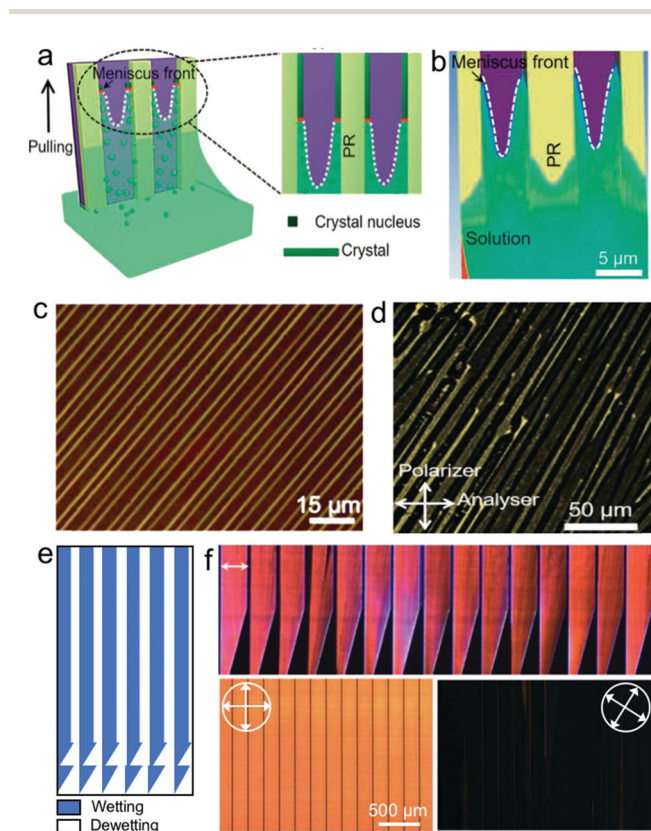 a
Meniscus front
Pulling
PR
Crystal nucleus
Crystal
b
Meniscus front
PR
Solution
5 µm
c
15 µm
d
Polarizer
Analyser
50 µm
e
Wetting
Dewetting
f
500 µm